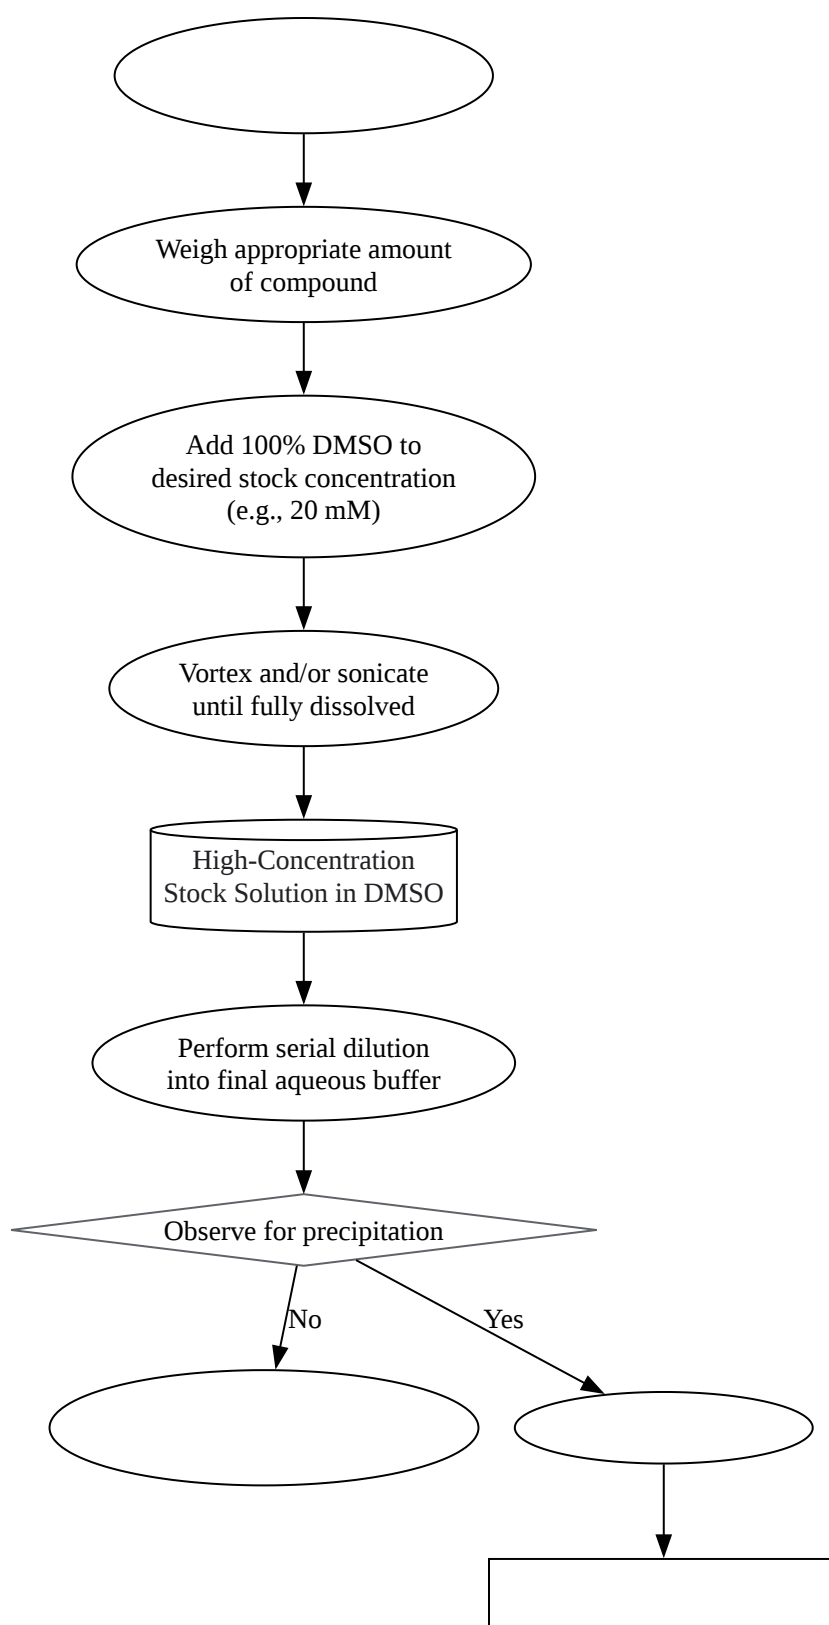 Weigh appropriate amount
of compound
Add 100% DMSO to
desired stock concentration
(e.g., 20 mM)
Vortex and/or sonicate
until fully dissolved
High-Concentration
Stock Solution in DMSO
Perform serial dilution
into final aqueous buffer
Observe for precipitation
No
Yes